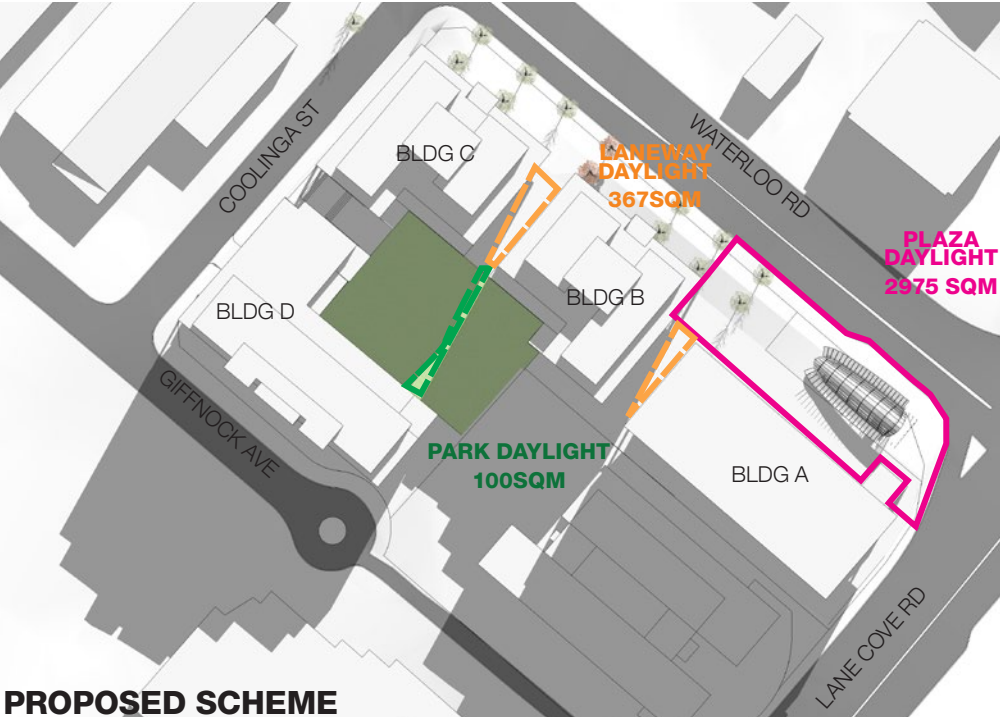 COOLINGA ST
BLDG C
WATERLOO RD
LANEWAY
DAYLIGHT
367SQM
PLAZA
DAYLIGHT
2975 SQM
BLDG D
BLDG B
GIFFNOCK AVE
PARK DAYLIGHT
100SQM
BLDG A
LANE COVE RD
PROPOSED SCHEME